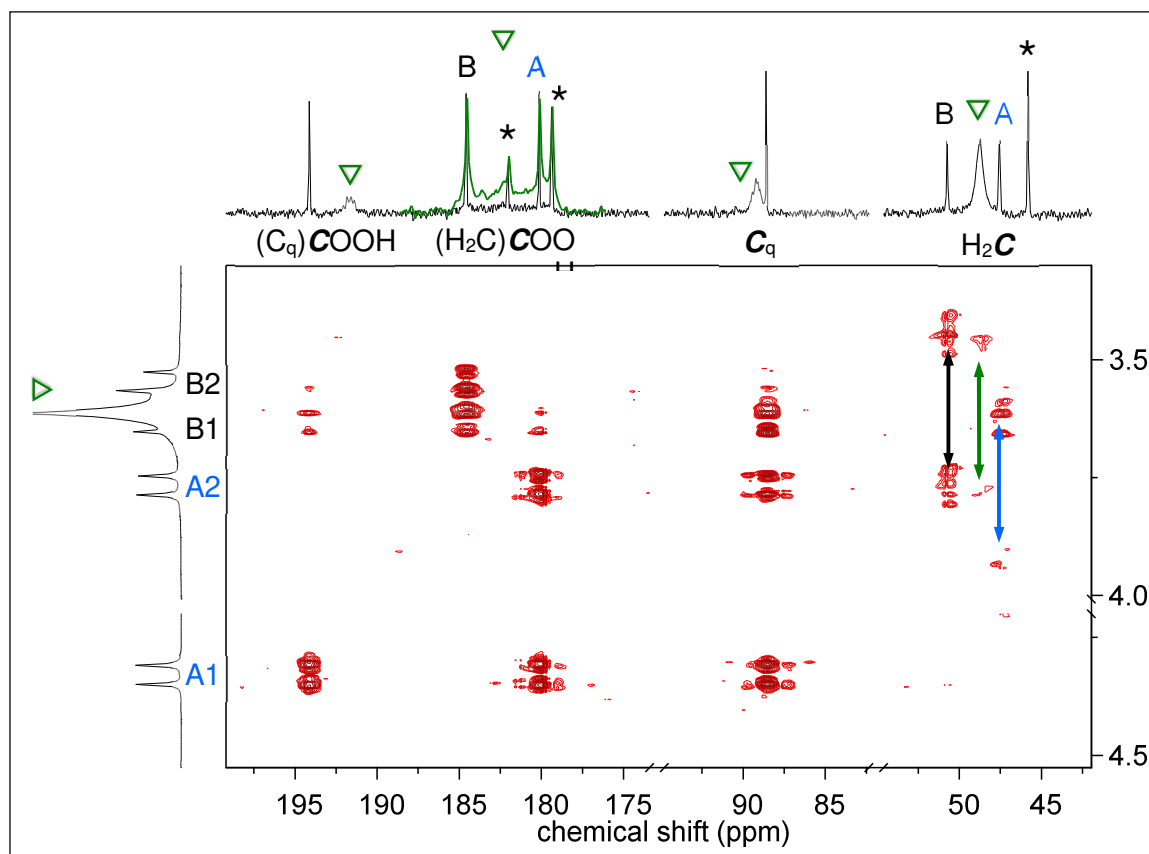 *
B
A
B
A
*
*
(Cq)COOH
(H2C)COO
Cq
H2C
B2
B1
A2
A1
3.5
4.0
4.5
195
190
185
180
175
90
85
50
45
chemical shift (ppm)